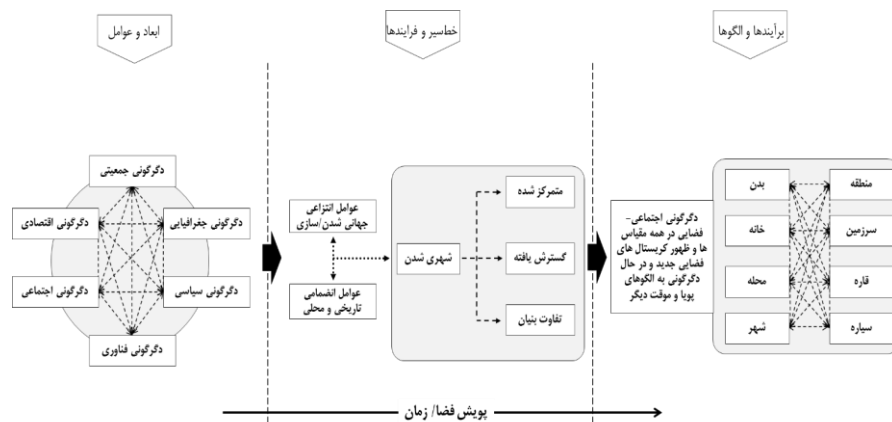 برآیندها و الگوها
خط‌سیر و فرایندها
ابعاد و عوامل
دگرگونی جمعیتی
دگرگونی جغرافیایی
دگرگونی اقتصادی
دگرگونی سیاسی
دگرگونی اجتماعی
دگرگونی فناوری
عوامل انتزاعی
جهانی شدن/سازی
عوامل انضمامی
تاریخی و محلی
شهری شدن
متمرکز شده
گسترش یافته
تفاوت بنیان
دگرگونی اجتماعی-
فضایی در همه مقیاس
ها و ظهور کریستال های
فضایی جدید و در حال
دگرگونی به الگوهای
پویا و موقت دیگر
منطقه
بدن
سرزمین
خانه
قاره
محله
سیاره
شهر
پویش فضا/ زمان